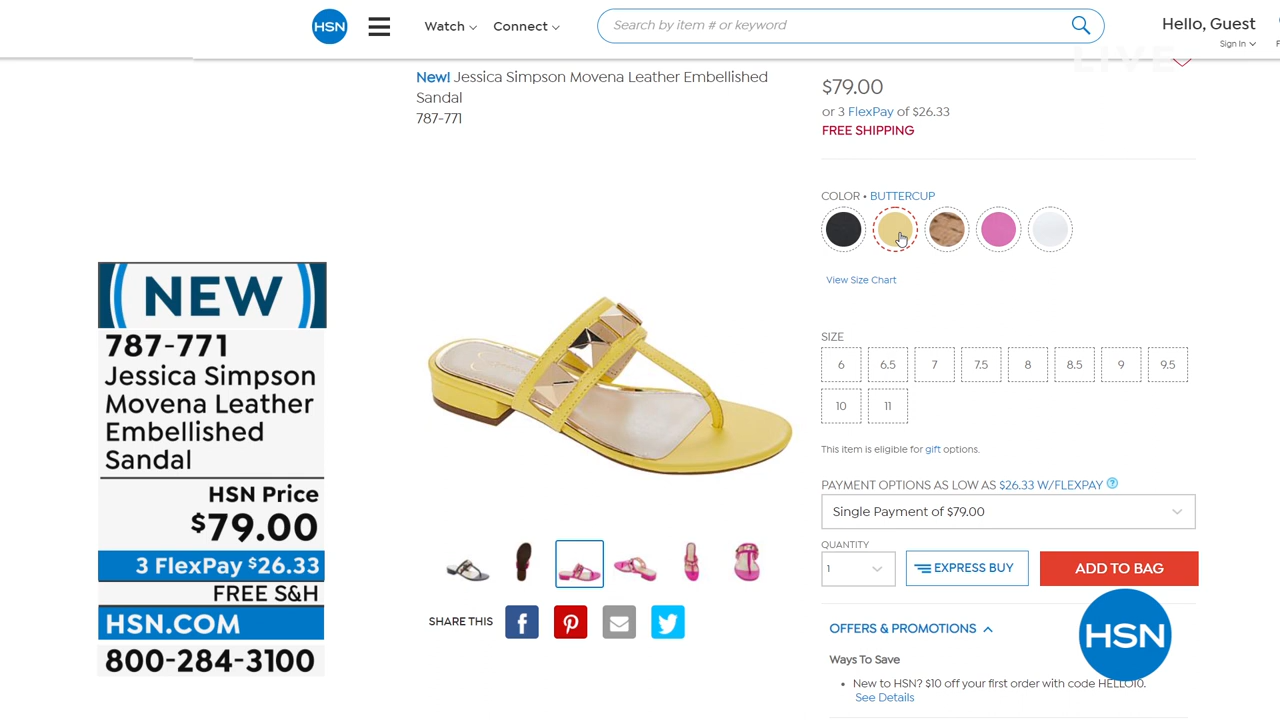 HSN
Watch
Connect
Search by item # or keyword
Hello, Guest
Sign In
LIVE
New! Jessica Simpson Movena Leather Embellished
Sandal
787-771
$79.00
or 3 FlexPay of $26.33
FREE SHIPPING
COLOR • BUTTERCUP
View Size Chart
SIZE
6 6.5 7 7.5 8 8.5 9 9.5
10 11
This item is eligible for gift options.
PAYMENT OPTIONS AS LOW AS $26.33 W/FLEXPAY ?
Single Payment of $79.00
QUANTITY
1
EXPRESS BUY
ADD TO BAG
OFFERS & PROMOTIONS
Ways To Save
• New to HSN? $10 off your first order with code HELLO10.
See Details
HSN
SHARE THIS
NEW
787-771
Jessica Simpson
Movena Leather
Embellished
Sandal
HSN Price
$79.00
3 FlexPay $26.33
FREE S&H
HSN.COM
800-284-3100